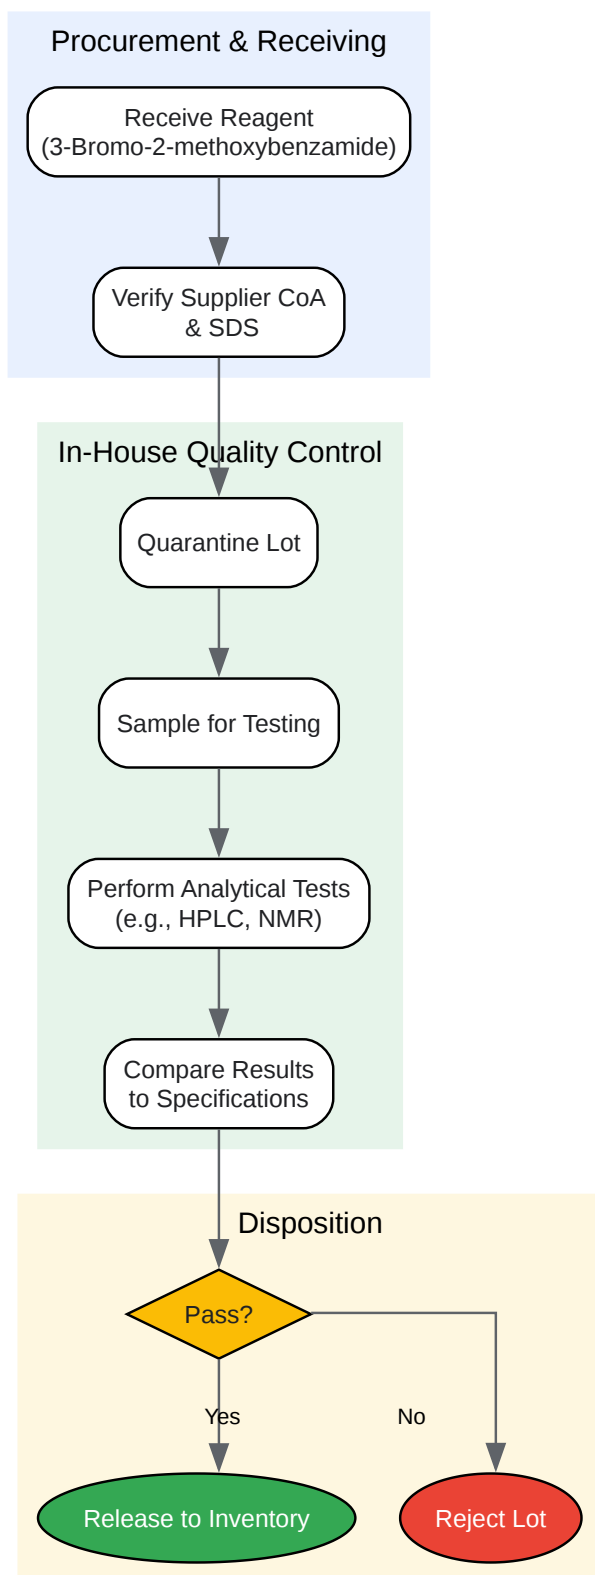 Procurement & Receiving
Receive Reagent
(3-Bromo-2-methoxybenzamide)
Verify Supplier CoA
& SDS
In-House Quality Control
Quarantine Lot
Sample for Testing
Perform Analytical Tests
(e.g., HPLC, NMR)
Compare Results
to Specifications
Disposition
Pass?
Yes
No
Release to Inventory
Reject Lot